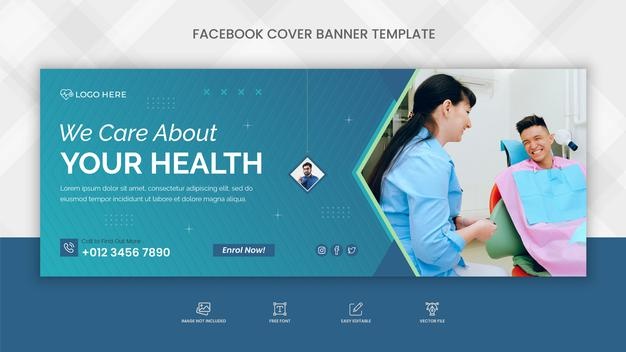 FACEBOOK COVER BANNER TEMPLATE
LOGO HERE
We Care About
YOUR HEALTH
Lorem ipsum dolor sit amet, consectetur adipiscing elit, sed do eiusmod tempor incididunt ut labore et dolore magna aliqua.
Call to Find Out More
+012 3456 7890
Enrol Now!
IMAGE NOT INCLUDED
FREE FONT
EASY EDITABLE
VECTOR FILE